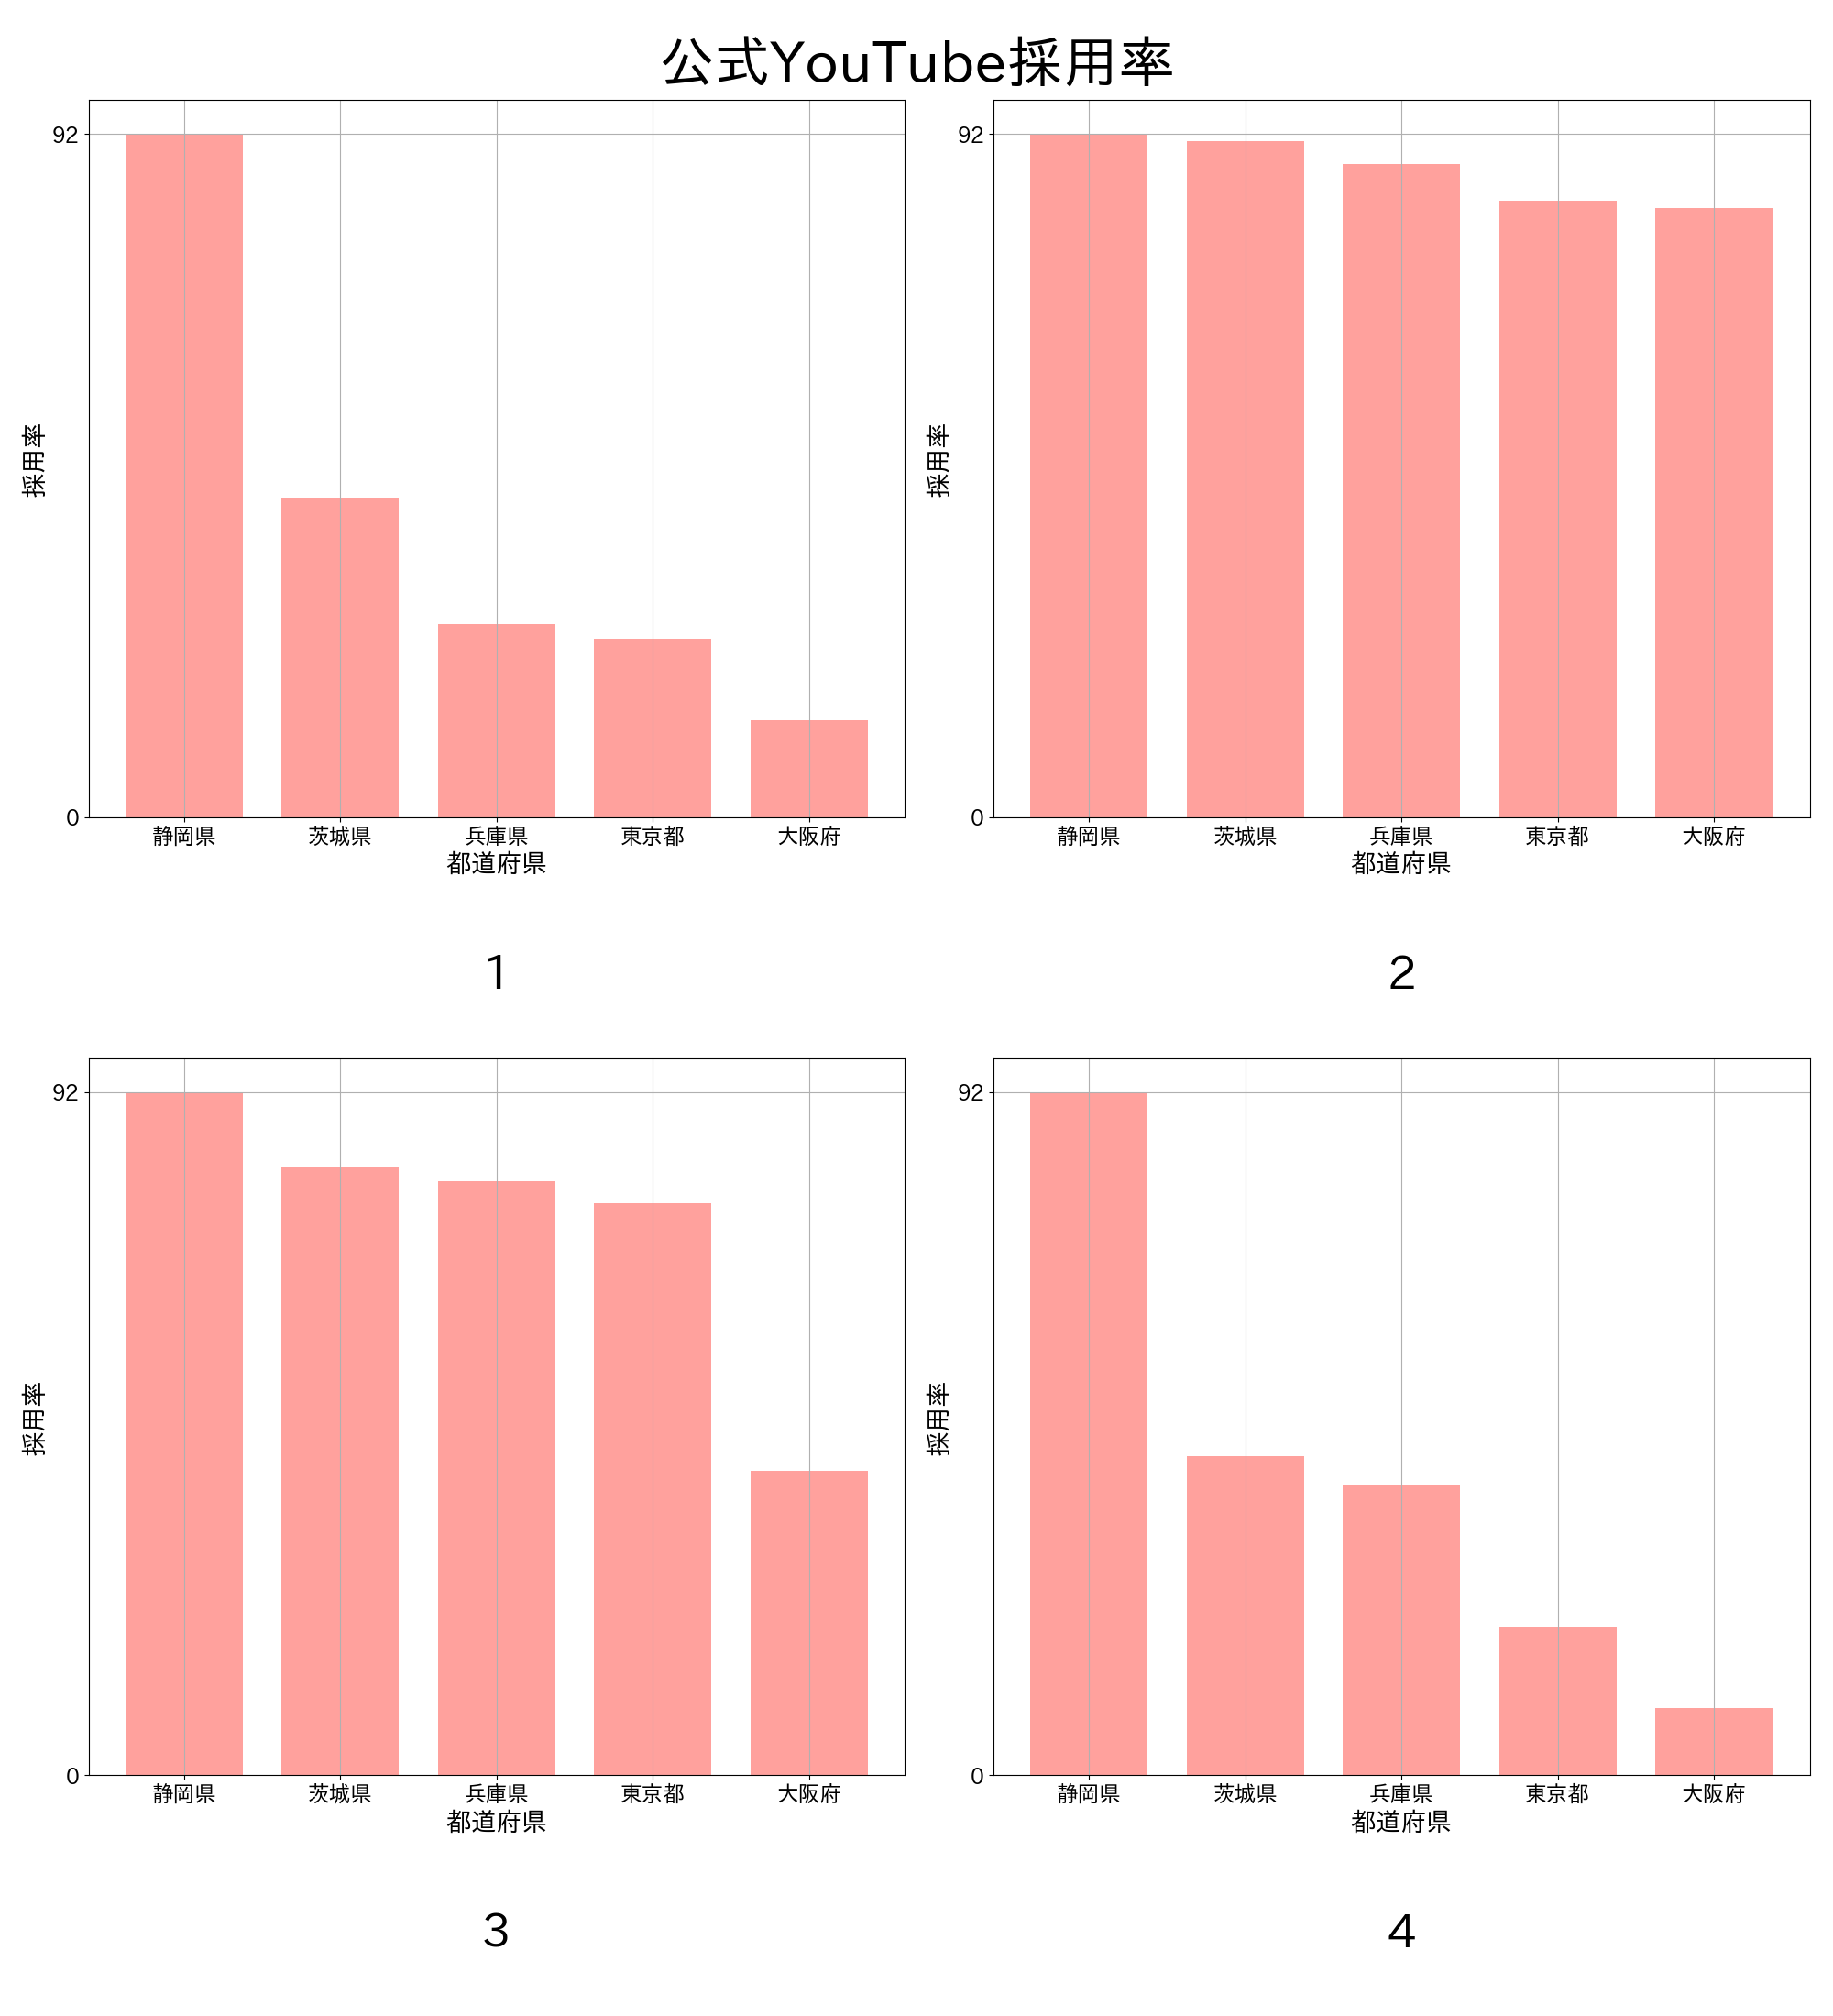 公式YouTube採用率
92
採用率
0
静岡県 茨城県 兵庫県 東京都 大阪府
都道府県
1
92
採用率
0
静岡県 茨城県 兵庫県 東京都 大阪府
都道府県
2
92
採用率
0
静岡県 茨城県 兵庫県 東京都 大阪府
都道府県
3
92
採用率
0
静岡県 茨城県 兵庫県 東京都 大阪府
都道府県
4